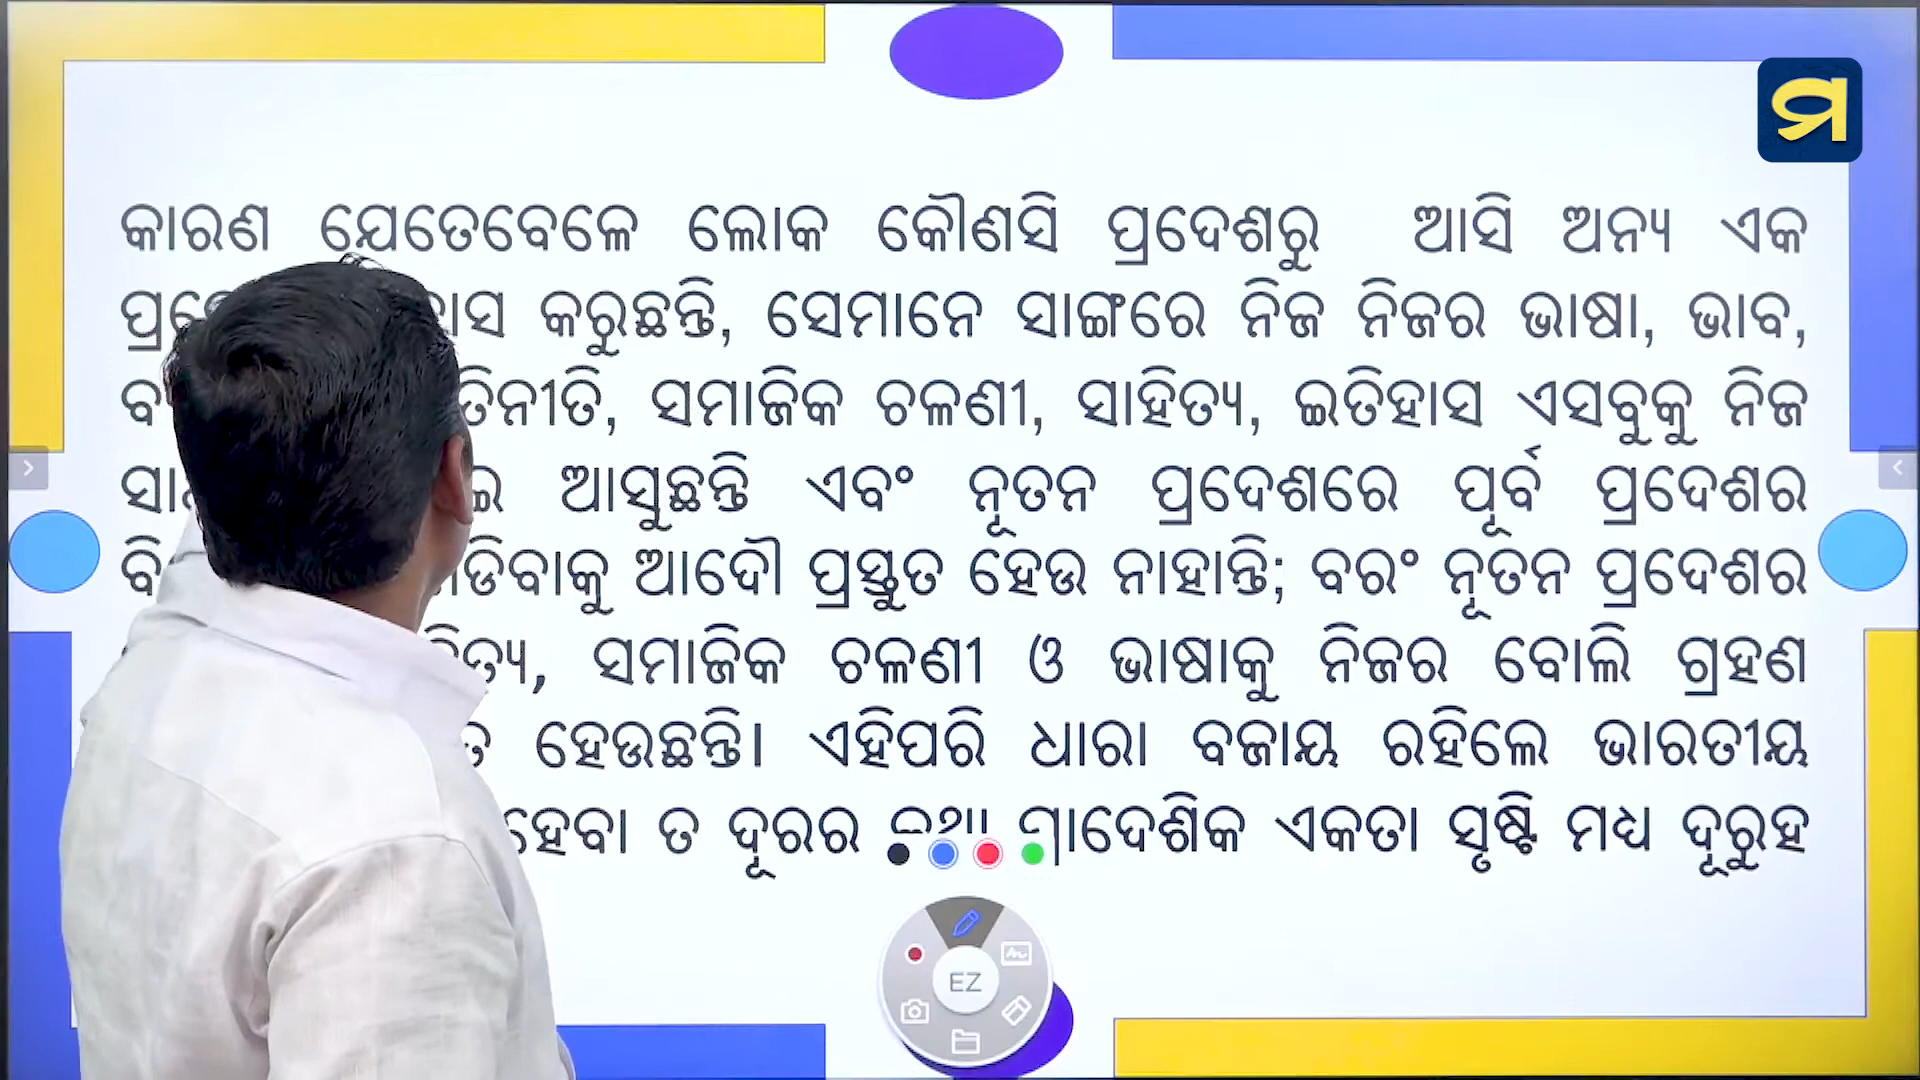 ମ
କାରଣ ଯେତେବେଳେ ଲୋକ କୌଣସି ପ୍ରଦେଶରୁ ଆସି ଅନ୍ୟ ଏକ
କରୁଛନ୍ତି, ସେମାନେ ସାଙ୍ଗରେ ନିଜ ନିଜର ଭାଷା, ଭାବ,
ସମାଜିକ ଚଳଣୀ, ସାହିତ୍ୟ, ଇତିହାସ ଏସବୁକୁ ନିଜ
ଆସୁଛନ୍ତି ଏବଂ ନୂତନ ପ୍ରଦେଶରେ ପୂର୍ବ ପ୍ରଦେଶର
ଆଦୌ ପ୍ରସ୍ତୁତ ହେଉ ନାହାନ୍ତି; ବରଂ ନୂତନ ପ୍ରଦେଶର
ସମାଜିକ ଚଳଣୀ ଓ ଭାଷାକୁ ନିଜର ବୋଲି ଗ୍ରହଣ
ହେଉଛନ୍ତି। ଏହିପରି ଧାରା ବଜାୟ ରହିଲେ ଭାରତୀୟ
ହେବା ତ ଦୂରର କଥା ପ୍ରାଦେଶିକ ଏକତା ସୃଷ୍ଟି ମଧ୍ୟ ଦୂରୁହ
EZ